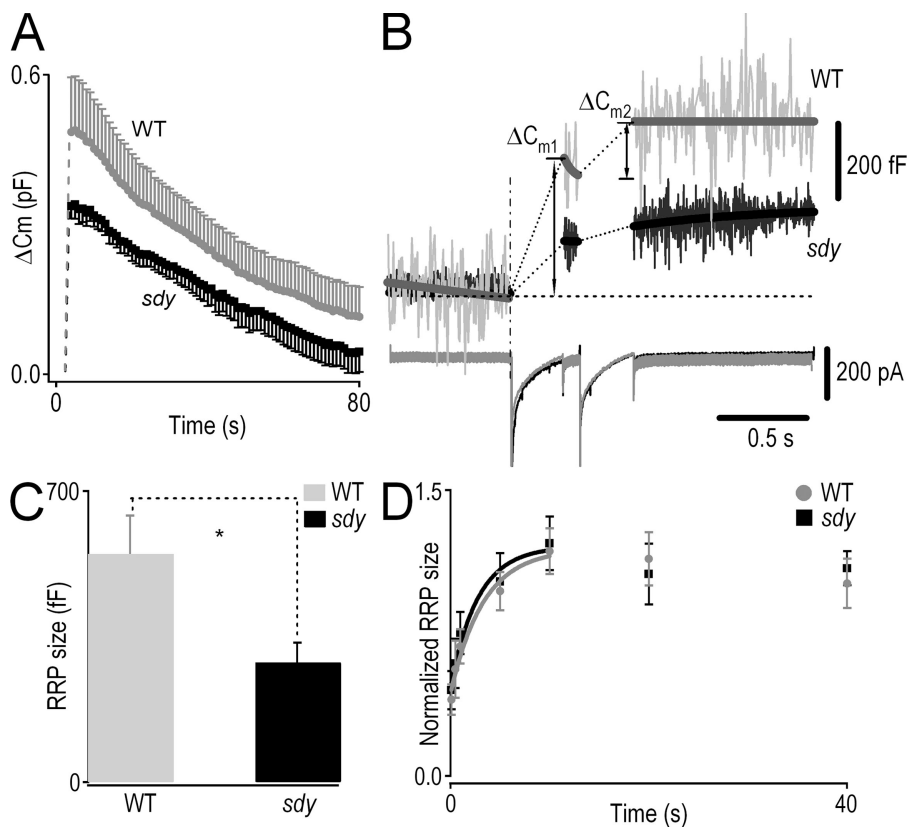 A
0.6
ΔCm (pF)
0.0
WT
sdy
0
80
Time (s)
B
WT
ΔCm1
ΔCm2
200 fF
sdy
200 pA
0.5 s
C
700
RRP size (fF)
0
WT
sdy
*
WT
sdy
D
1.5
Normalized RRP size
0.0
WT
sdy
0
40
Time (s)